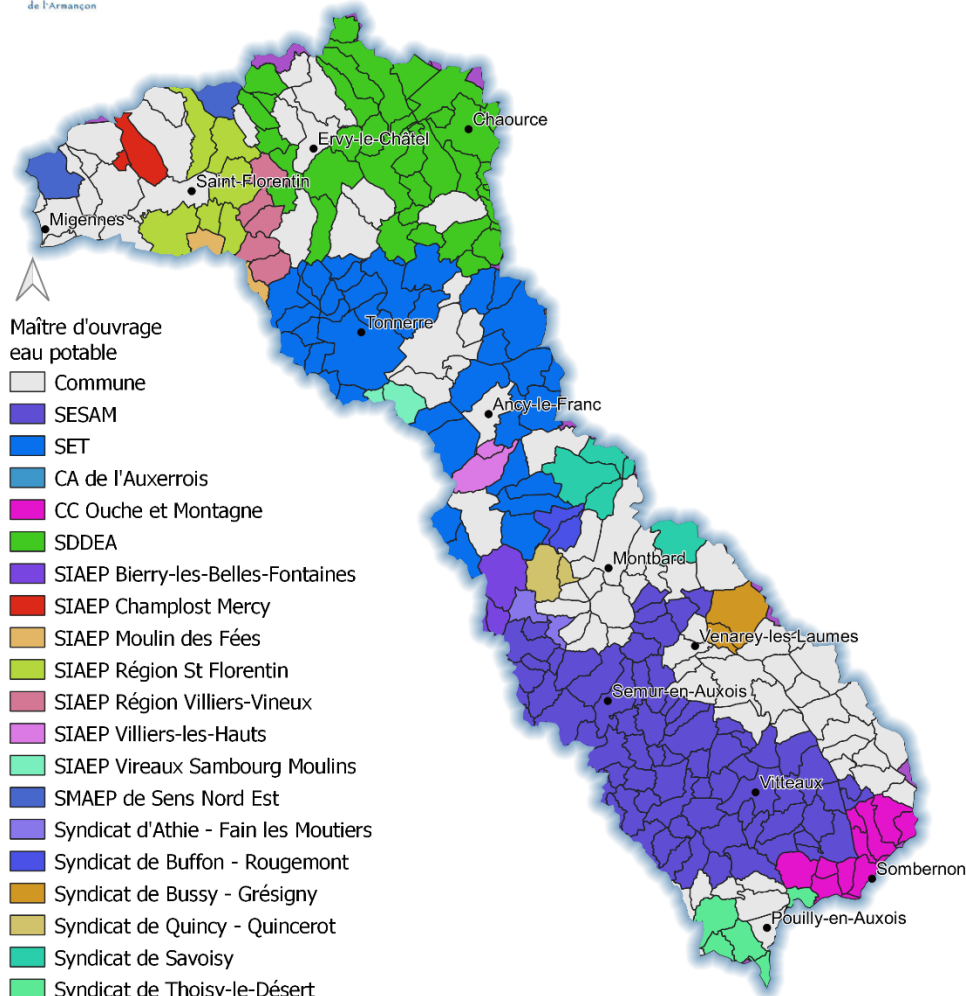 de l'Armançon
Chaource
Ervy-le-Châtel
Saint-Florentin
Migennes
Tonnerre
Ancy-le-Franc
Montbard
Venarey-les-Laumes
Semur-en-Auxois
Vitteaux
Sombernon
Pouilly-en-Auxois
Maître d'ouvrage
eau potable
Commune
SESAM
SET
CA de l'Auxerrois
CC Ouche et Montagne
SDDEA
SIAEP Bierry-les-Belles-Fontaines
SIAEP Champlost Mercy
SIAEP Moulin des Fées
SIAEP Région St Florentin
SIAEP Région Villiers-Vineux
SIAEP Villiers-les-Hauts
SIAEP Vireaux Sambourg Moulins
SMAEP de Sens Nord Est
Syndicat d'Athie - Fain les Moutiers
Syndicat de Buffon - Rougemont
Syndicat de Bussy - Grésigny
Syndicat de Quincy - Quincerot
Syndicat de Savoisy
Syndicat de Thoisy-le-Désert